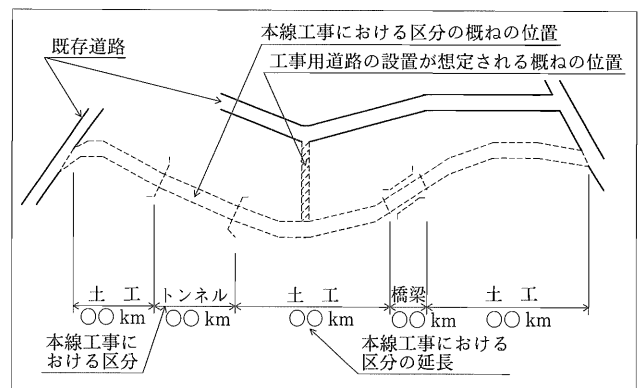 本線工事における区分の概ねの位置
既存道路
工事用道路の設置が想定される概ねの位置
土 工 トンネル 土 工 橋梁 土 工
○○ km ○○ km ○○ km ○○ km ○○ km
本線工事に
おける区分
本線工事における
区分の延長